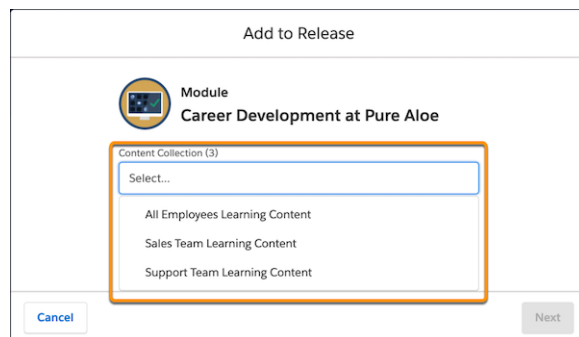 Add to Release
Module
Career Development at Pure Aloe
Content Collection (3)
Select...
All Employees Learning Content
Sales Team Learning Content
Support Team Learning Content
Cancel
Next